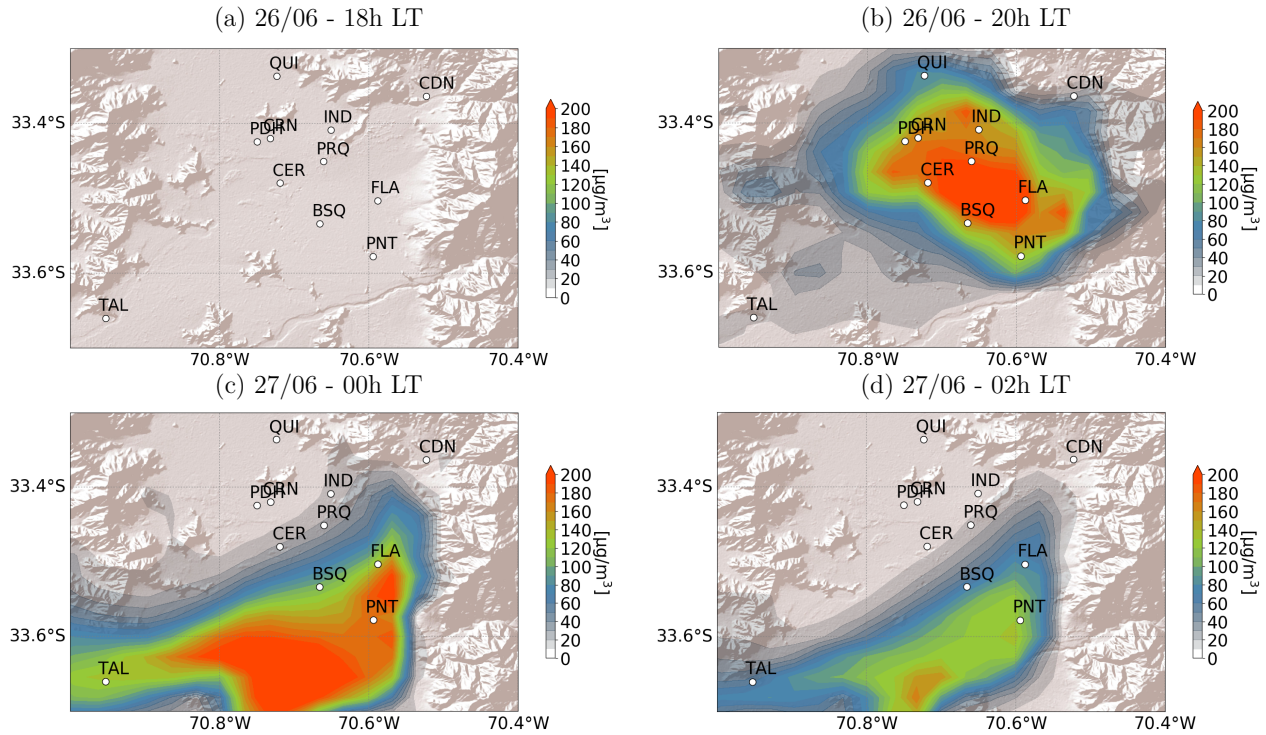 (a) 26/06 - 18h LT
(b) 26/06 - 20h LT
QUI
CDN
IND
CRN
PDH
PRQ
CER
FLA
BSQ
PNT
TAL
33.4°S
33.6°S
70.8°W
70.6°W
70.4°W
200
180
160
140
120
100
80
60
40
20
0
[μg/m³]
QUI
CDN
IND
CRN
PDH
PRQ
CER
FLA
BSQ
PNT
TAL
33.4°S
33.6°S
70.8°W
70.6°W
70.4°W
200
180
160
140
120
100
80
60
40
20
0
[μg/m³]
(c) 27/06 - 00h LT
(d) 27/06 - 02h LT
QUI
CDN
IND
CRN
PDH
PRQ
CER
FLA
BSQ
PNT
TAL
33.4°S
33.6°S
70.8°W
70.6°W
70.4°W
200
180
160
140
120
100
80
60
40
20
0
[μg/m³]
QUI
CDN
IND
CRN
PDH
PRQ
CER
FLA
BSQ
PNT
TAL
33.4°S
33.6°S
70.8°W
70.6°W
70.4°W
200
180
160
140
120
100
80
60
40
20
0
[μg/m³]